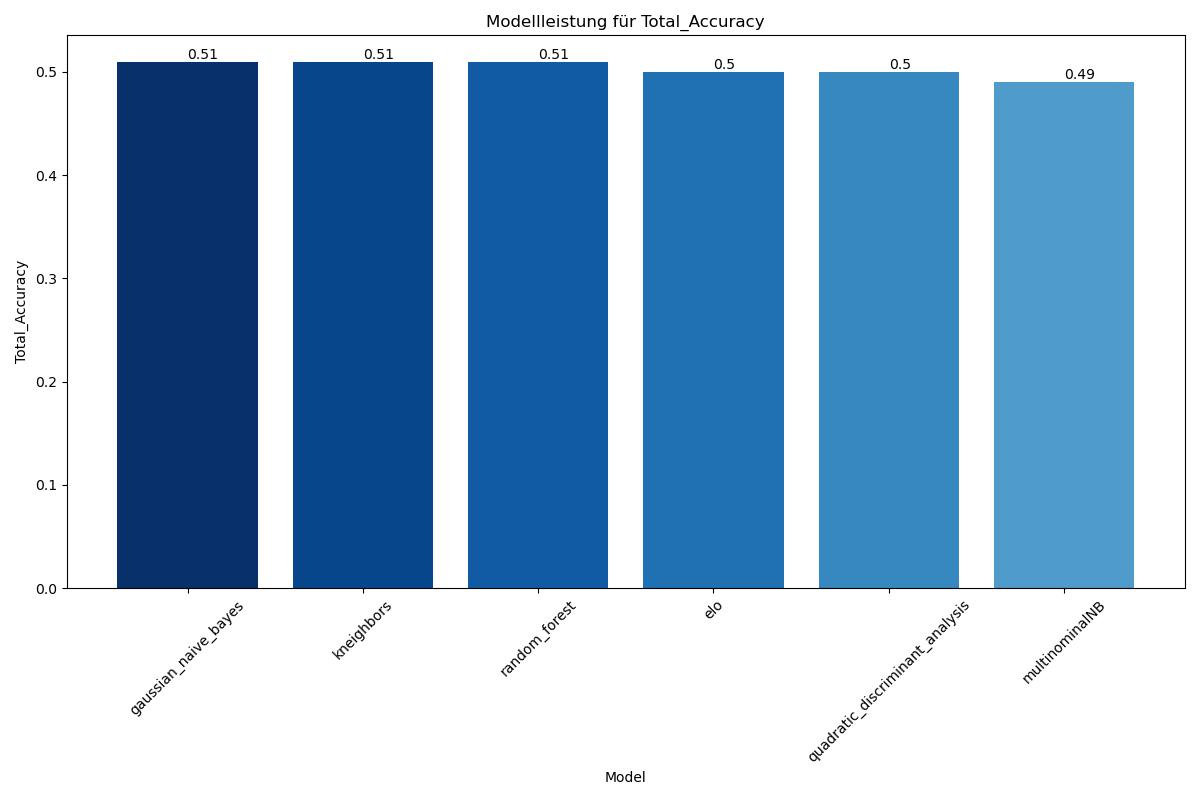 Modellleistung für Total_Accuracy
Total_Accuracy
0.5
0.4
0.3
0.2
0.1
0.0
0.51
0.51
0.51
0.5
0.5
0.49
gaussian_naive_bayes
kneighbors
random_forest
elo
quadratic_discriminant_analysis
multinominalNB
Model